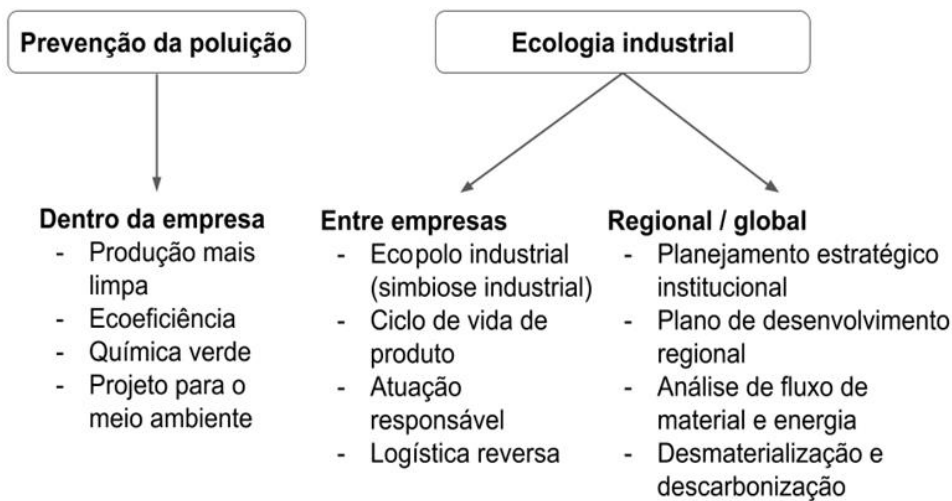 Prevenção da poluição
Ecologia industrial
Dentro da empresa
- Produção mais
limpa
- Ecoeficiência
- Química verde
- Projeto para o
meio ambiente
Entre empresas
- Ecopolo industrial
(simbiose industrial)
- Ciclo de vida de
produto
- Atuação
responsável
- Logística reversa
Regional / global
- Planejamento estratégico
institucional
- Plano de desenvolvimento
regional
- Análise de fluxo de
material e energia
- Desmaterialização e
descarbonização